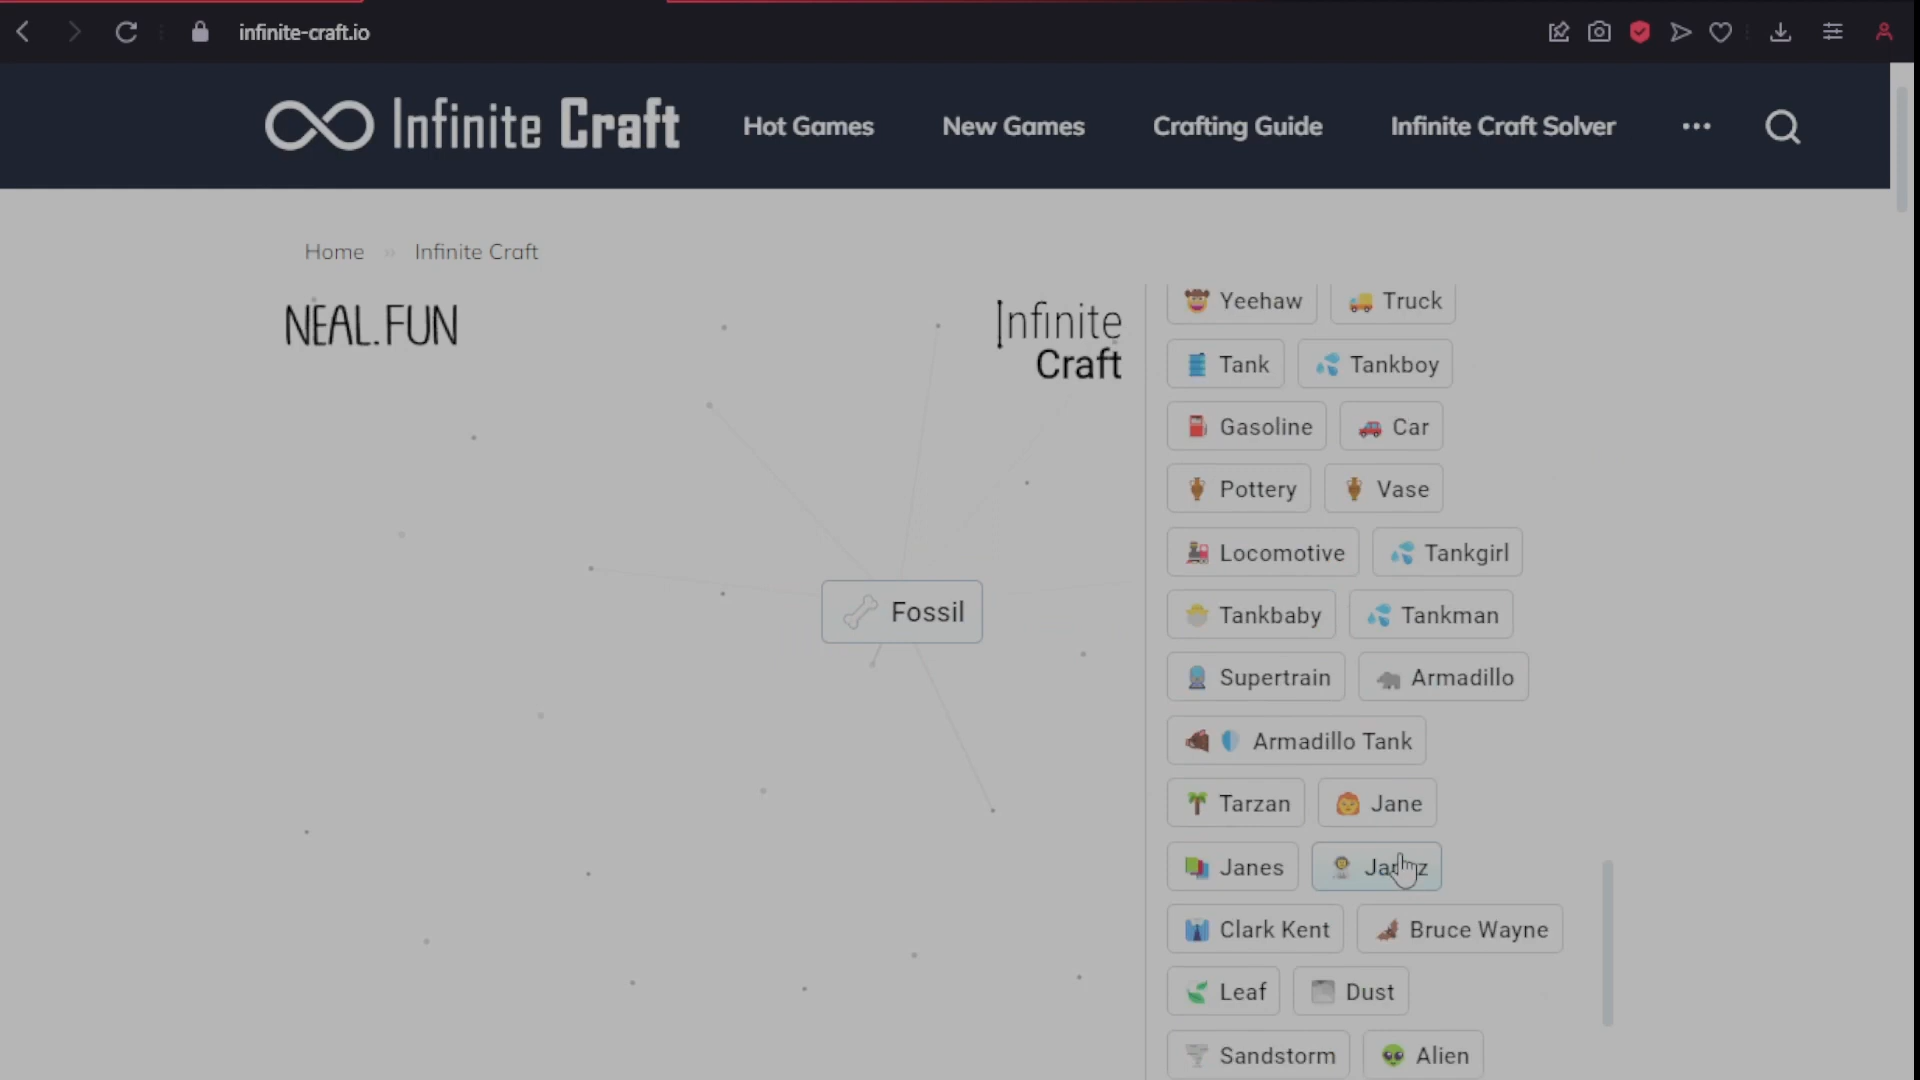 infinite-craft.io
Infinite Craft
Hot Games
New Games
Crafting Guide
Infinite Craft Solver
Home » Infinite Craft
NEAL.FUN
Infinite
Craft
Fossil
Yeehaw
Truck
Tank
Tankboy
Gasoline
Car
Pottery
Vase
Locomotive
Tankgirl
Tankbaby
Tankman
Supertrain
Armadillo
Armadillo Tank
Tarzan
Jane
Janes
Clark Kent
Bruce Wayne
Leaf
Dust
Sandstorm
Alien